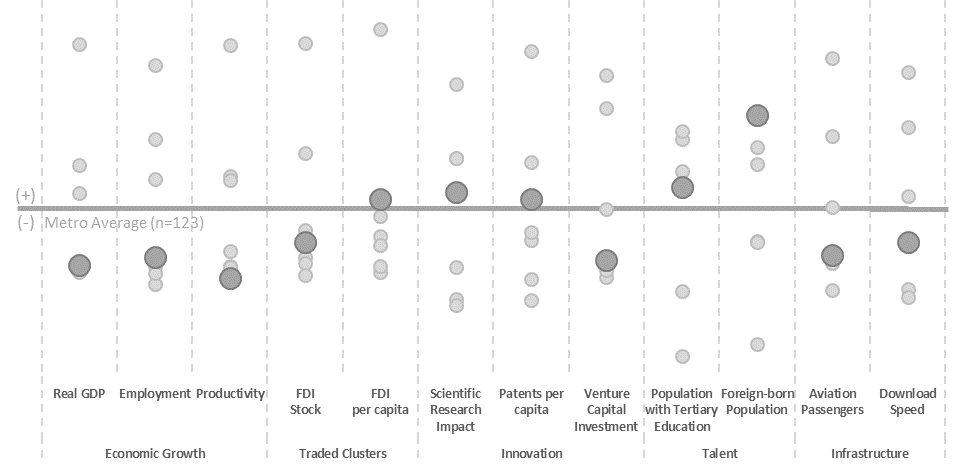 (+)
(-) Metro Average (n=123)
Real GDP
Employment
Productivity
FDI
Stock
FDI
per capita
Scientific
Research
Impact
Patents per
capita
Venture
Capital
Investment
Population
with Tertiary
Education
Foreign-born
Population
Aviation
Passengers
Download
Speed
Economic Growth
Traded Clusters
Innovation
Talent
Infrastructure